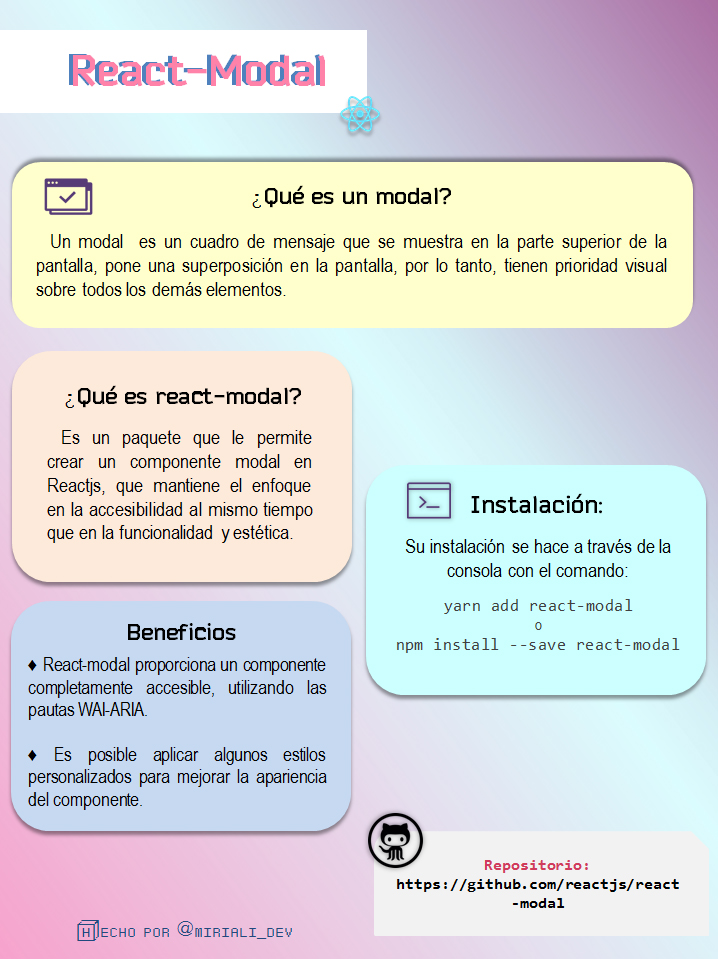 React-Modal
¿Qué es un modal?
Un modal es un cuadro de mensaje que se muestra en la parte superior de la
pantalla, pone una superposición en la pantalla, por lo tanto, tienen prioridad visual
sobre todos los demás elementos.
¿Qué es react-modal?
Es un paquete que le permite
crear un componente modal en
Reactjs, que mantiene el enfoque
en la accesibilidad al mismo tiempo
que en la funcionalidad y estética.
Instalación:
Su instalación se hace a través de la
consola con el comando:
yarn add react-modal
o
npm install --save react-modal
Beneficios
♦ React-modal proporciona un componente
completamente accesible, utilizando las
pautas WAI-ARIA.
♦ Es posible aplicar algunos estilos
personalizados para mejorar la apariencia
del componente.
Repositorio:
https://github.com/reactjs/react
-modal
HECHO POR @MIRIALI_DEV